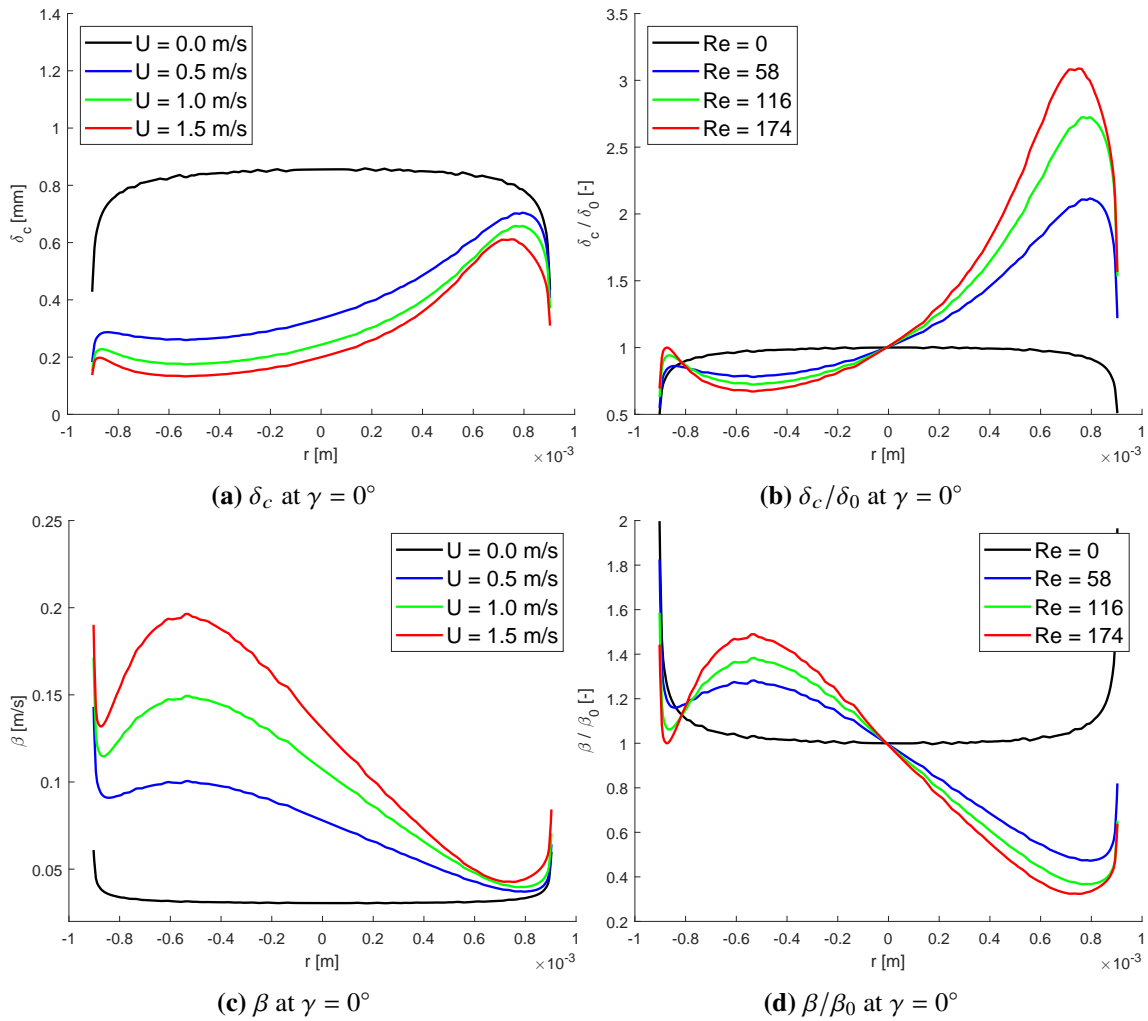 1.2
1
0.8
0.6
0.4
0.2
0
δc [mm]
U = 0.0 m/s
U = 0.5 m/s
U = 1.0 m/s
U = 1.5 m/s
-1 -0.8 -0.6 -0.4 -0.2 0 0.2 0.4 0.6 0.8 1
r [m]
×10⁻³
(a) δc at γ = 0°
3.5
3
2.5
2
1.5
1
0.5
δc / δ0 [-]
Re = 0
Re = 58
Re = 116
Re = 174
-1 -0.8 -0.6 -0.4 -0.2 0 0.2 0.4 0.6 0.8 1
r [m]
×10⁻³
(b) δc/δ0 at γ = 0°
0.25
0.2
0.15
0.1
0.05
β [m/s]
U = 0.0 m/s
U = 0.5 m/s
U = 1.0 m/s
U = 1.5 m/s
-1 -0.8 -0.6 -0.4 -0.2 0 0.2 0.4 0.6 0.8 1
r [m]
×10⁻³
(c) β at γ = 0°
2
1.8
1.6
1.4
1.2
1
0.8
0.6
0.4
0.2
β / β0 [-]
Re = 0
Re = 58
Re = 116
Re = 174
-1 -0.8 -0.6 -0.4 -0.2 0 0.2 0.4 0.6 0.8 1
r [m]
×10⁻³
(d) β/β0 at γ = 0°